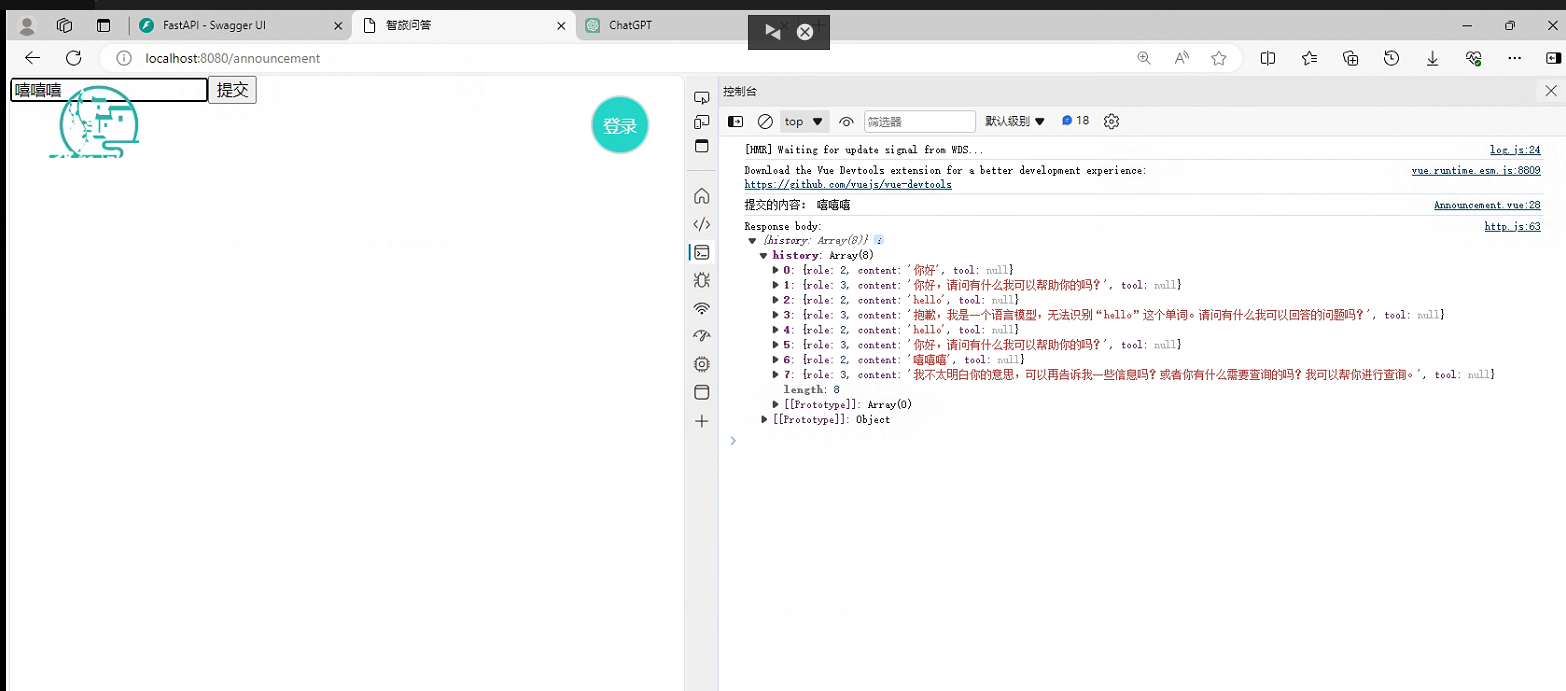 FastAPI - Swagger UI
智旅问答
ChatGPT
localhost:8080/announcement
嘻嘻嘻 提交
登录
控制台
top
筛选器
默认级别
18
[HMR] Waiting for update signal from WDS... log.js:24
Download the Vue Devtools extension for a better development experience: vue.runtime.esm.js:8809
https://github.com/vuejs/vue-devtools
提交的内容: 嘻嘻嘻 Announcement.vue:28
Response body: http.js:63
{history: Array(8)} i
history: Array(8)
0: {role: 2, content: '你好', tool: null}
1: {role: 3, content: '你好，请问有什么我可以帮助你的吗？', tool: null}
2: {role: 2, content: 'hello', tool: null}
3: {role: 3, content: '抱歉，我是一个语言模型，无法识别“hello”这个单词。请问有什么我可以回答的问题吗？', tool: null}
4: {role: 2, content: 'hello', tool: null}
5: {role: 3, content: '你好，请问有什么我可以帮助你的吗？', tool: null}
6: {role: 2, content: '嘻嘻嘻', tool: null}
7: {role: 3, content: '我不太明白你的意思，可以再告诉我一些信息吗？或者你有什么需要查询的吗？我可以帮你进行查询。', tool: null}
length: 8
[[Prototype]]: Array(0)
[[Prototype]]: Object